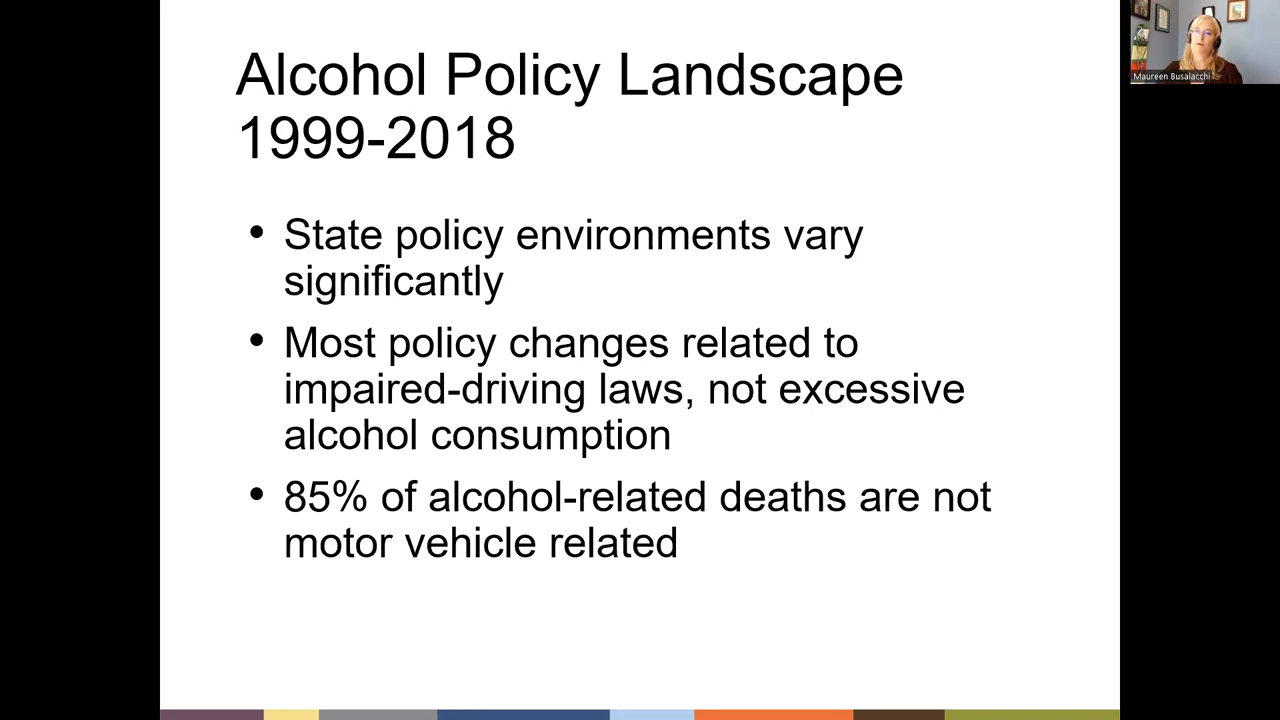 Alcohol Policy Landscape
1999-2018
• State policy environments vary
significantly
• Most policy changes related to
impaired-driving laws, not excessive
alcohol consumption
• 85% of alcohol-related deaths are not
motor vehicle related
Maureen Busalacchi